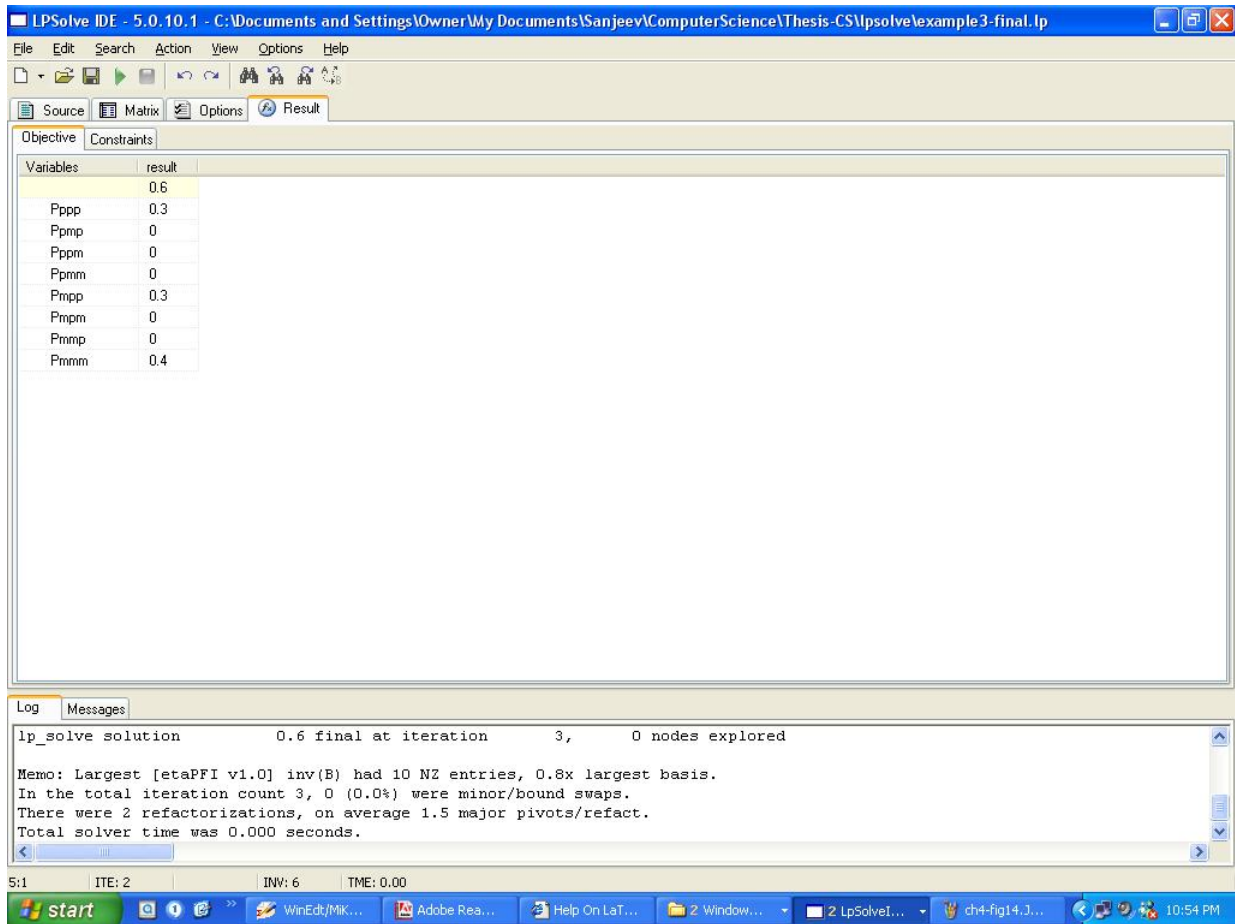 LPSolve IDE - 5.0.10.1 - C:\Documents and Settings\Owner\My Documents\Sanjeev\ComputerScience\Thesis-CS\lpsolve\example3-final.lp
File Edit Search Action View Options Help
Source Matrix Options Result
Objective Constraints
Variables result
0.6
Pppp 0.3
Ppmp 0
Pppm 0
Ppmm 0
Pmpp 0.3
Pmpm 0
Pmmp 0
Pmmm 0.4
Log Messages
lp_solve solution 0.6 final at iteration 3, 0 nodes explored
Memo: Largest [etaPFI v1.0] inv(B) had 10 NZ entries, 0.8x largest basis.
In the total iteration count 3, 0 (0.0%) were minor/bound swaps.
There were 2 refactorizations, on average 1.5 major pivots/refact.
Total solver time was 0.000 seconds.
5:1 ITE: 2 INV: 6 TME: 0.00
start WinEdt/MiK... Adobe Rea... Help On LaT... 2 Window... 2 LpSolveI... ch4-fig14.J... 10:54 PM